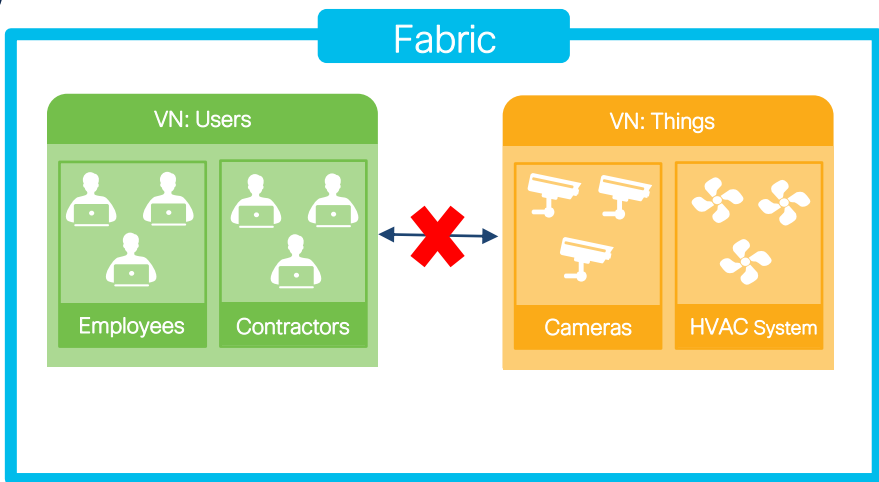 Fabric
VN: Users
VN: Things
Employees
Contractors
Cameras
HVAC System